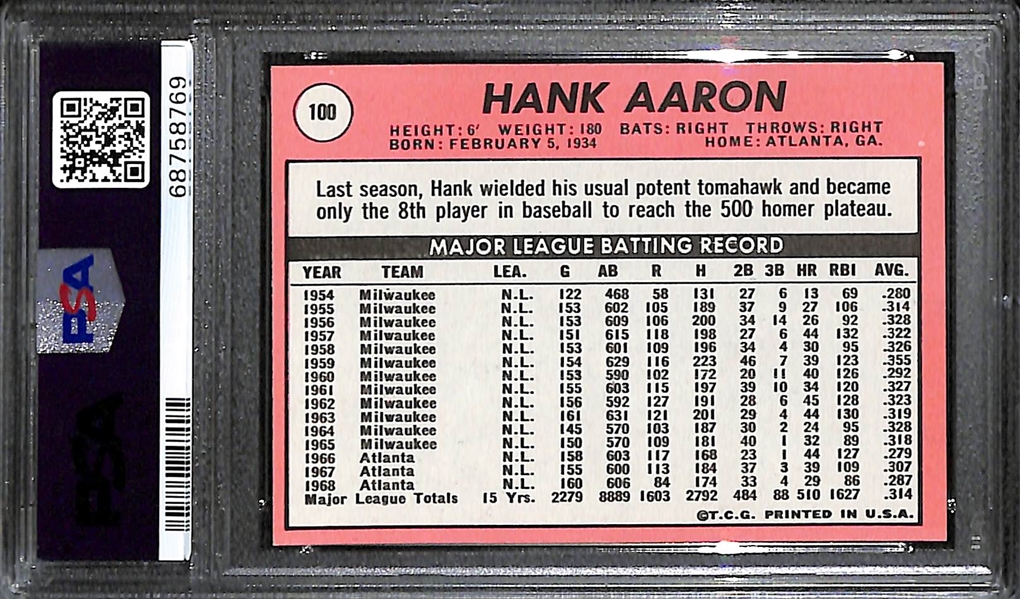 PSA
68758769
PSA
100
HANK AARON
HEIGHT: 6' WEIGHT: 180 BATS: RIGHT THROWS: RIGHT
BORN: FEBRUARY 5, 1934 HOME: ATLANTA, GA.
Last season, Hank wielded his usual potent tomahawk and became
only the 8th player in baseball to reach the 500 homer plateau.
MAJOR LEAGUE BATTING RECORD
YEAR TEAM LEA. G AB R H 2B 3B HR RBI AVG.
1954 Milwaukee N.L. 122 468 58 131 27 6 13 69 .280
1955 Milwaukee N.L. 153 602 105 189 37 9 27 106 .314
1956 Milwaukee N.L. 153 609 106 200 34 14 26 92 .328
1957 Milwaukee N.L. 151 615 118 198 27 6 44 132 .322
1958 Milwaukee N.L. 153 601 109 196 34 4 30 95 .326
1959 Milwaukee N.L. 154 629 116 223 46 7 39 123 .355
1960 Milwaukee N.L. 153 590 102 172 20 11 40 126 .292
1961 Milwaukee N.L. 155 603 115 197 39 10 34 120 .327
1962 Milwaukee N.L. 156 592 127 191 28 6 45 128 .323
1963 Milwaukee N.L. 161 631 121 201 29 4 44 130 .319
1964 Milwaukee N.L. 145 570 103 187 30 2 24 95 .328
1965 Milwaukee N.L. 150 570 109 181 40 1 32 89 .318
1966 Atlanta N.L. 158 603 117 168 23 1 44 127 .279
1967 Atlanta N.L. 155 600 113 184 37 3 39 109 .307
1968 Atlanta N.L. 160 606 84 174 33 4 29 86 .287
Major League Totals 15 Yrs. 2279 8889 1603 2792 484 88 510 1627 .314
©T.C.G. PRINTED IN U.S.A.